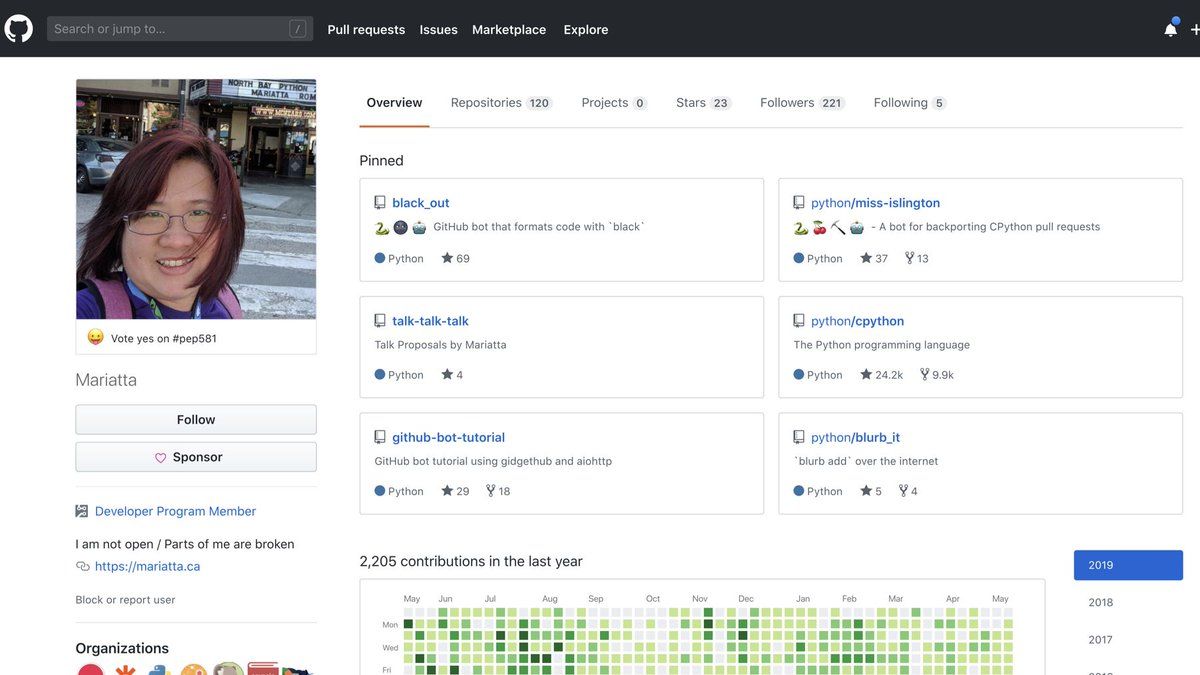 Search or jump to...
/
Pull requests
Issues
Marketplace
Explore
NORTH BAY PYTHON
MARIATTA
Vote yes on #pep581
Mariatta
Follow
Sponsor
Developer Program Member
I am not open / Parts of me are broken
https://mariatta.ca
Block or report user
Organizations
Overview
Repositories 120
Projects 0
Stars 23
Followers 221
Following 5
Pinned
black_out
GitHub bot that formats code with `black`
Python 69
python/miss-islington
- A bot for backporting CPython pull requests
Python 37 13
talk-talk-talk
Talk Proposals by Mariatta
Python 4
python/cpython
The Python programming language
Python 24.2k 9.9k
github-bot-tutorial
GitHub bot tutorial using gidgethub and aiohttp
Python 29 18
python/blurb_it
`blurb add` over the internet
Python 5 4
2,205 contributions in the last year
May Jun Jul Aug Sep Oct Nov Dec Jan Feb Mar Apr May
Mon
Wed
Fri
2019
2018
2017